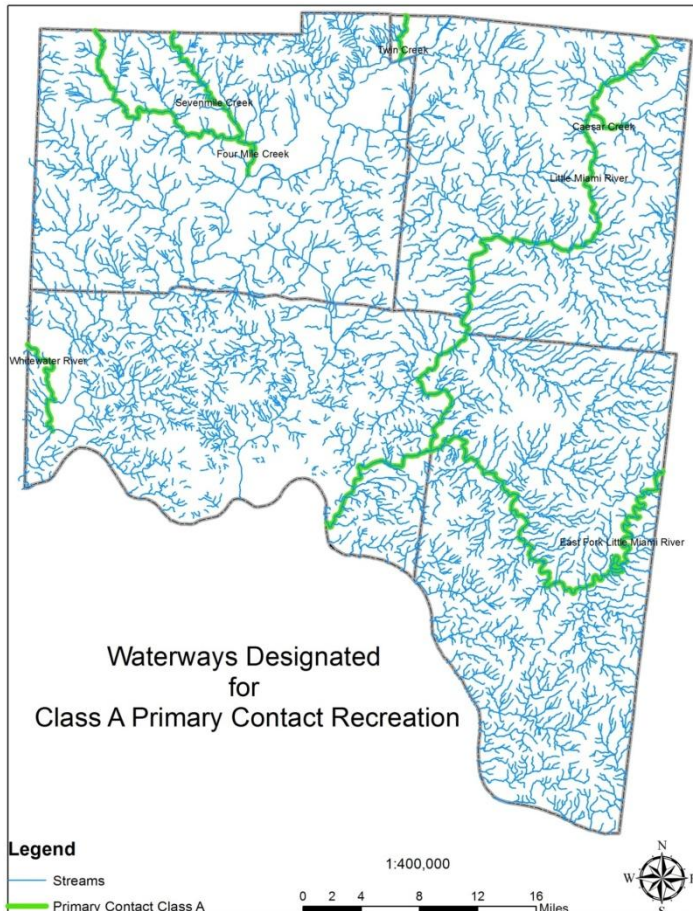 Twin Creek
Sevenmile Creek
Caesar Creek
Four Mile Creek
Little Miami River
Whitewater River
East Fork Little Miami River
Waterways Designated
for
Class A Primary Contact Recreation
Legend
Streams
Primary Contact Class A
1:400,000
0 2 4 8 12 16
Miles
N
W E
S